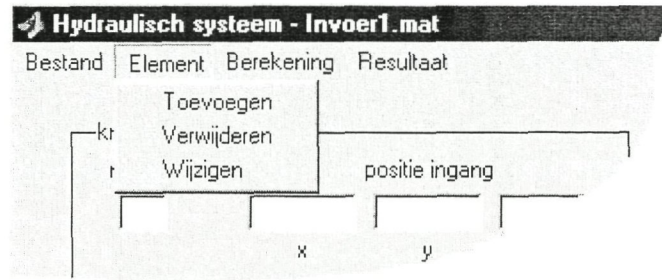 Hydraulisch systeem - Invoer1.mat
Bestand Element Berekening Resultaat
Toevoegen
Verwijderen
Wijzigen positie ingang
x y